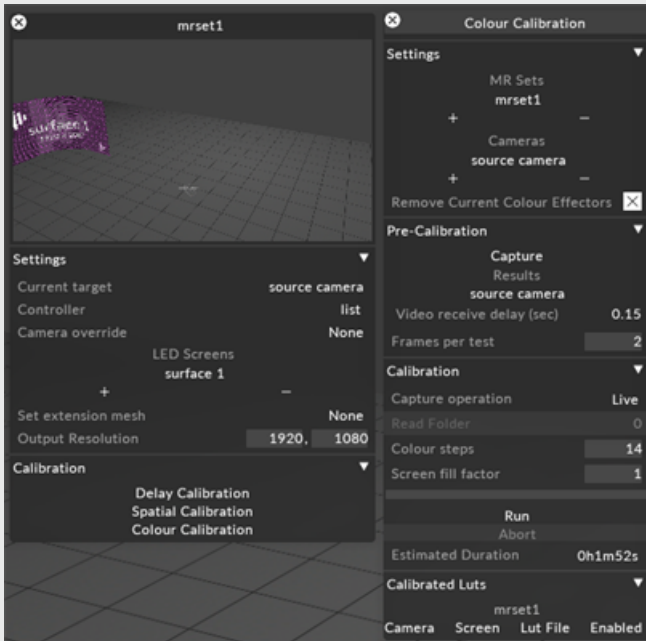 mrset1
surface 1
Settings
Current target source camera
Controller list
Camera override None
LED Screens
surface 1
+ −
Set extension mesh None
Output Resolution 1920, 1080
Calibration
Delay Calibration
Spatial Calibration
Colour Calibration
Colour Calibration
Settings
MR Sets
mrset1
+ −
Cameras
source camera
+ −
Remove Current Colour Effectors
Pre-Calibration
Capture
Results
source camera
Video receive delay (sec) 0.15
Frames per test 2
Calibration
Capture operation Live
Read Folder 0
Colour steps 14
Screen fill factor 1
Run
Abort
Estimated Duration 0h1m52s
Calibrated Luts
mrset1
Camera Screen Lut File Enabled